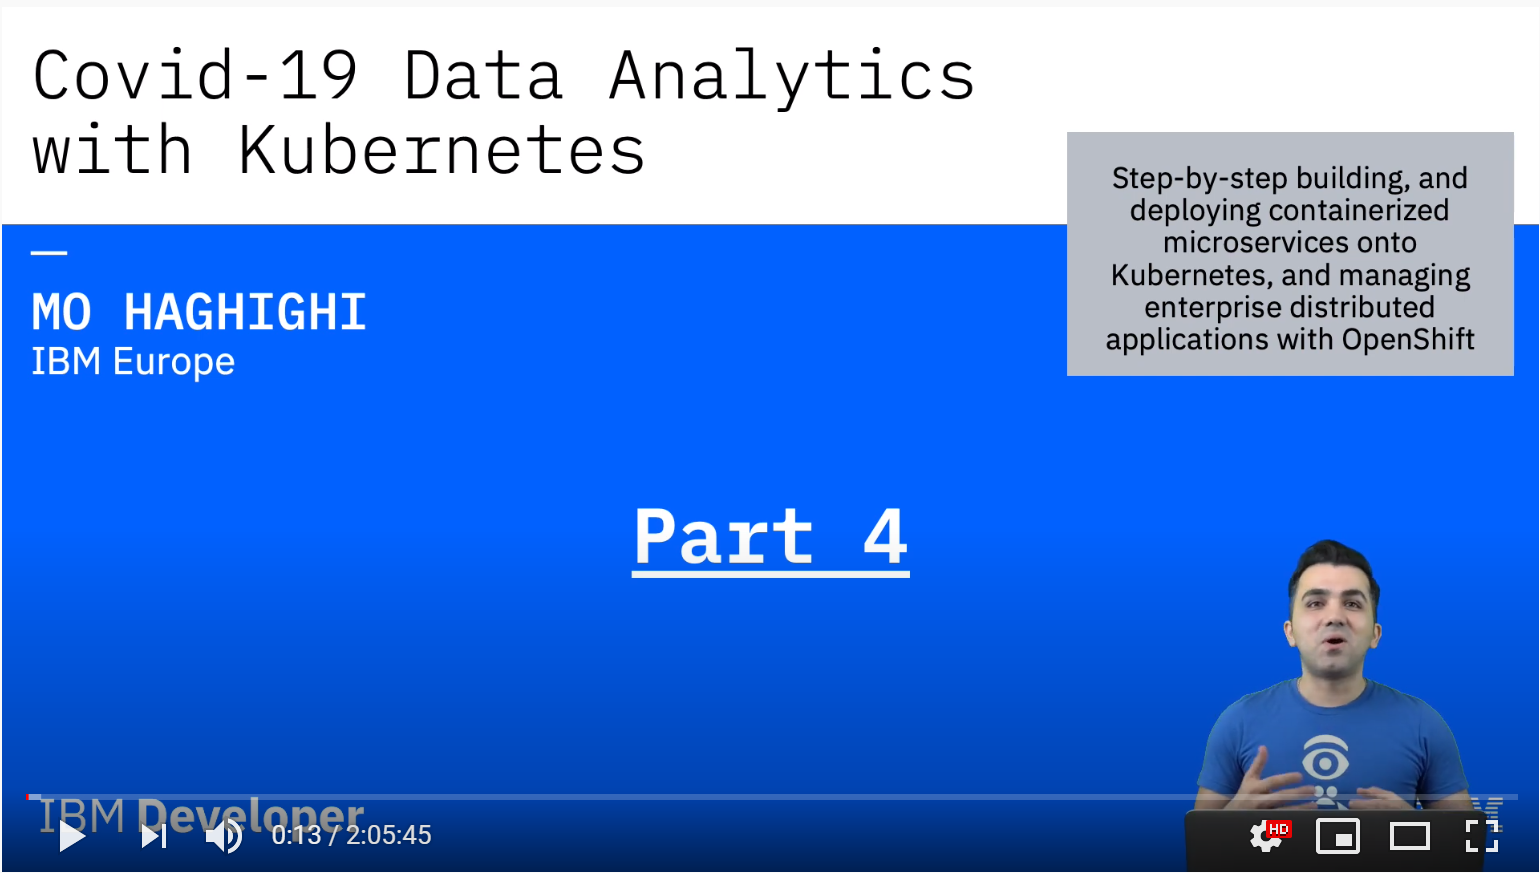 Covid-19 Data Analytics
with Kubernetes
Step-by-step building, and
deploying containerized
microservices onto
Kubernetes, and managing
enterprise distributed
applications with OpenShift
MO HAGHIGHI
IBM Europe
Part 4
IBM Developer
0:13 / 2:05:45
HD